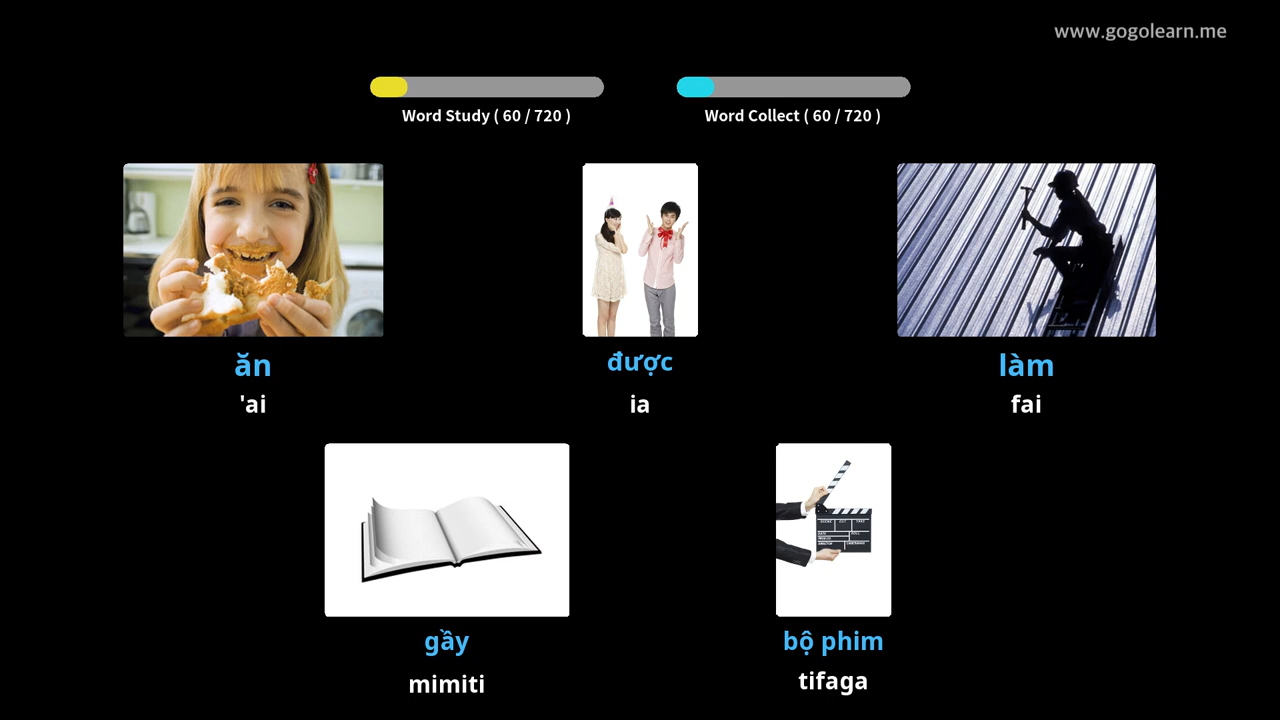 www.gogolearn.me
Word Study ( 60 / 720 )
Word Collect ( 60 / 720 )
ăn
được
làm
'ai
ia
fai
gầy
bộ phim
mimiti
tifaga